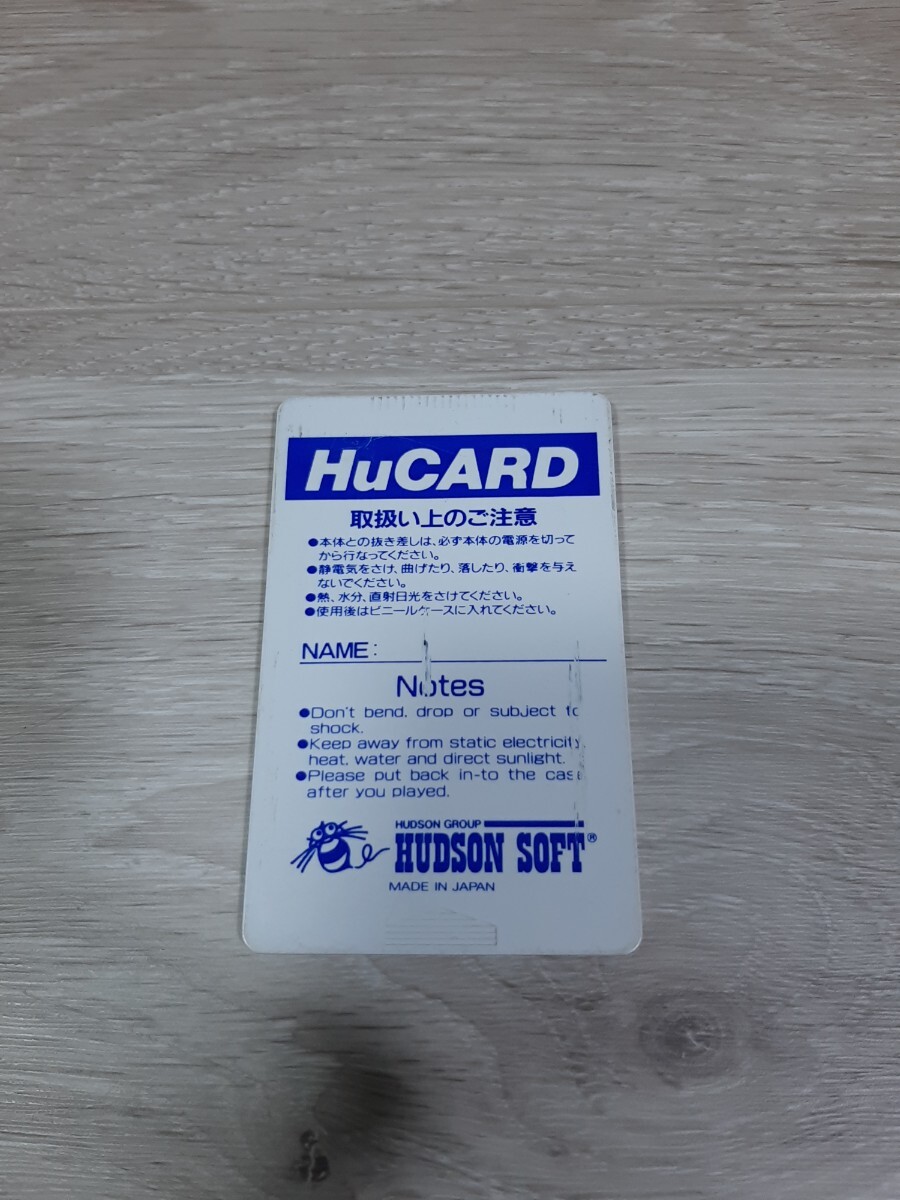 HuCARD
取扱い上のご注意
●本体との抜き差しは、必ず本体の電源を切って
から行なってください。
●静電気をさけ、曲げたり、落したり、衝撃を与え
ないでください。
●熱、水分、直射日光をさけてください。
●使用後はビニールケースに入れてください。
NAME:
Notes
●Don't bend, drop or subject to
shock.
●Keep away from static electricity,
heat, water and direct sunlight.
●Please put back in-to the case
after you played.
HUDSON GROUP
HUDSON SOFT®
MADE IN JAPAN